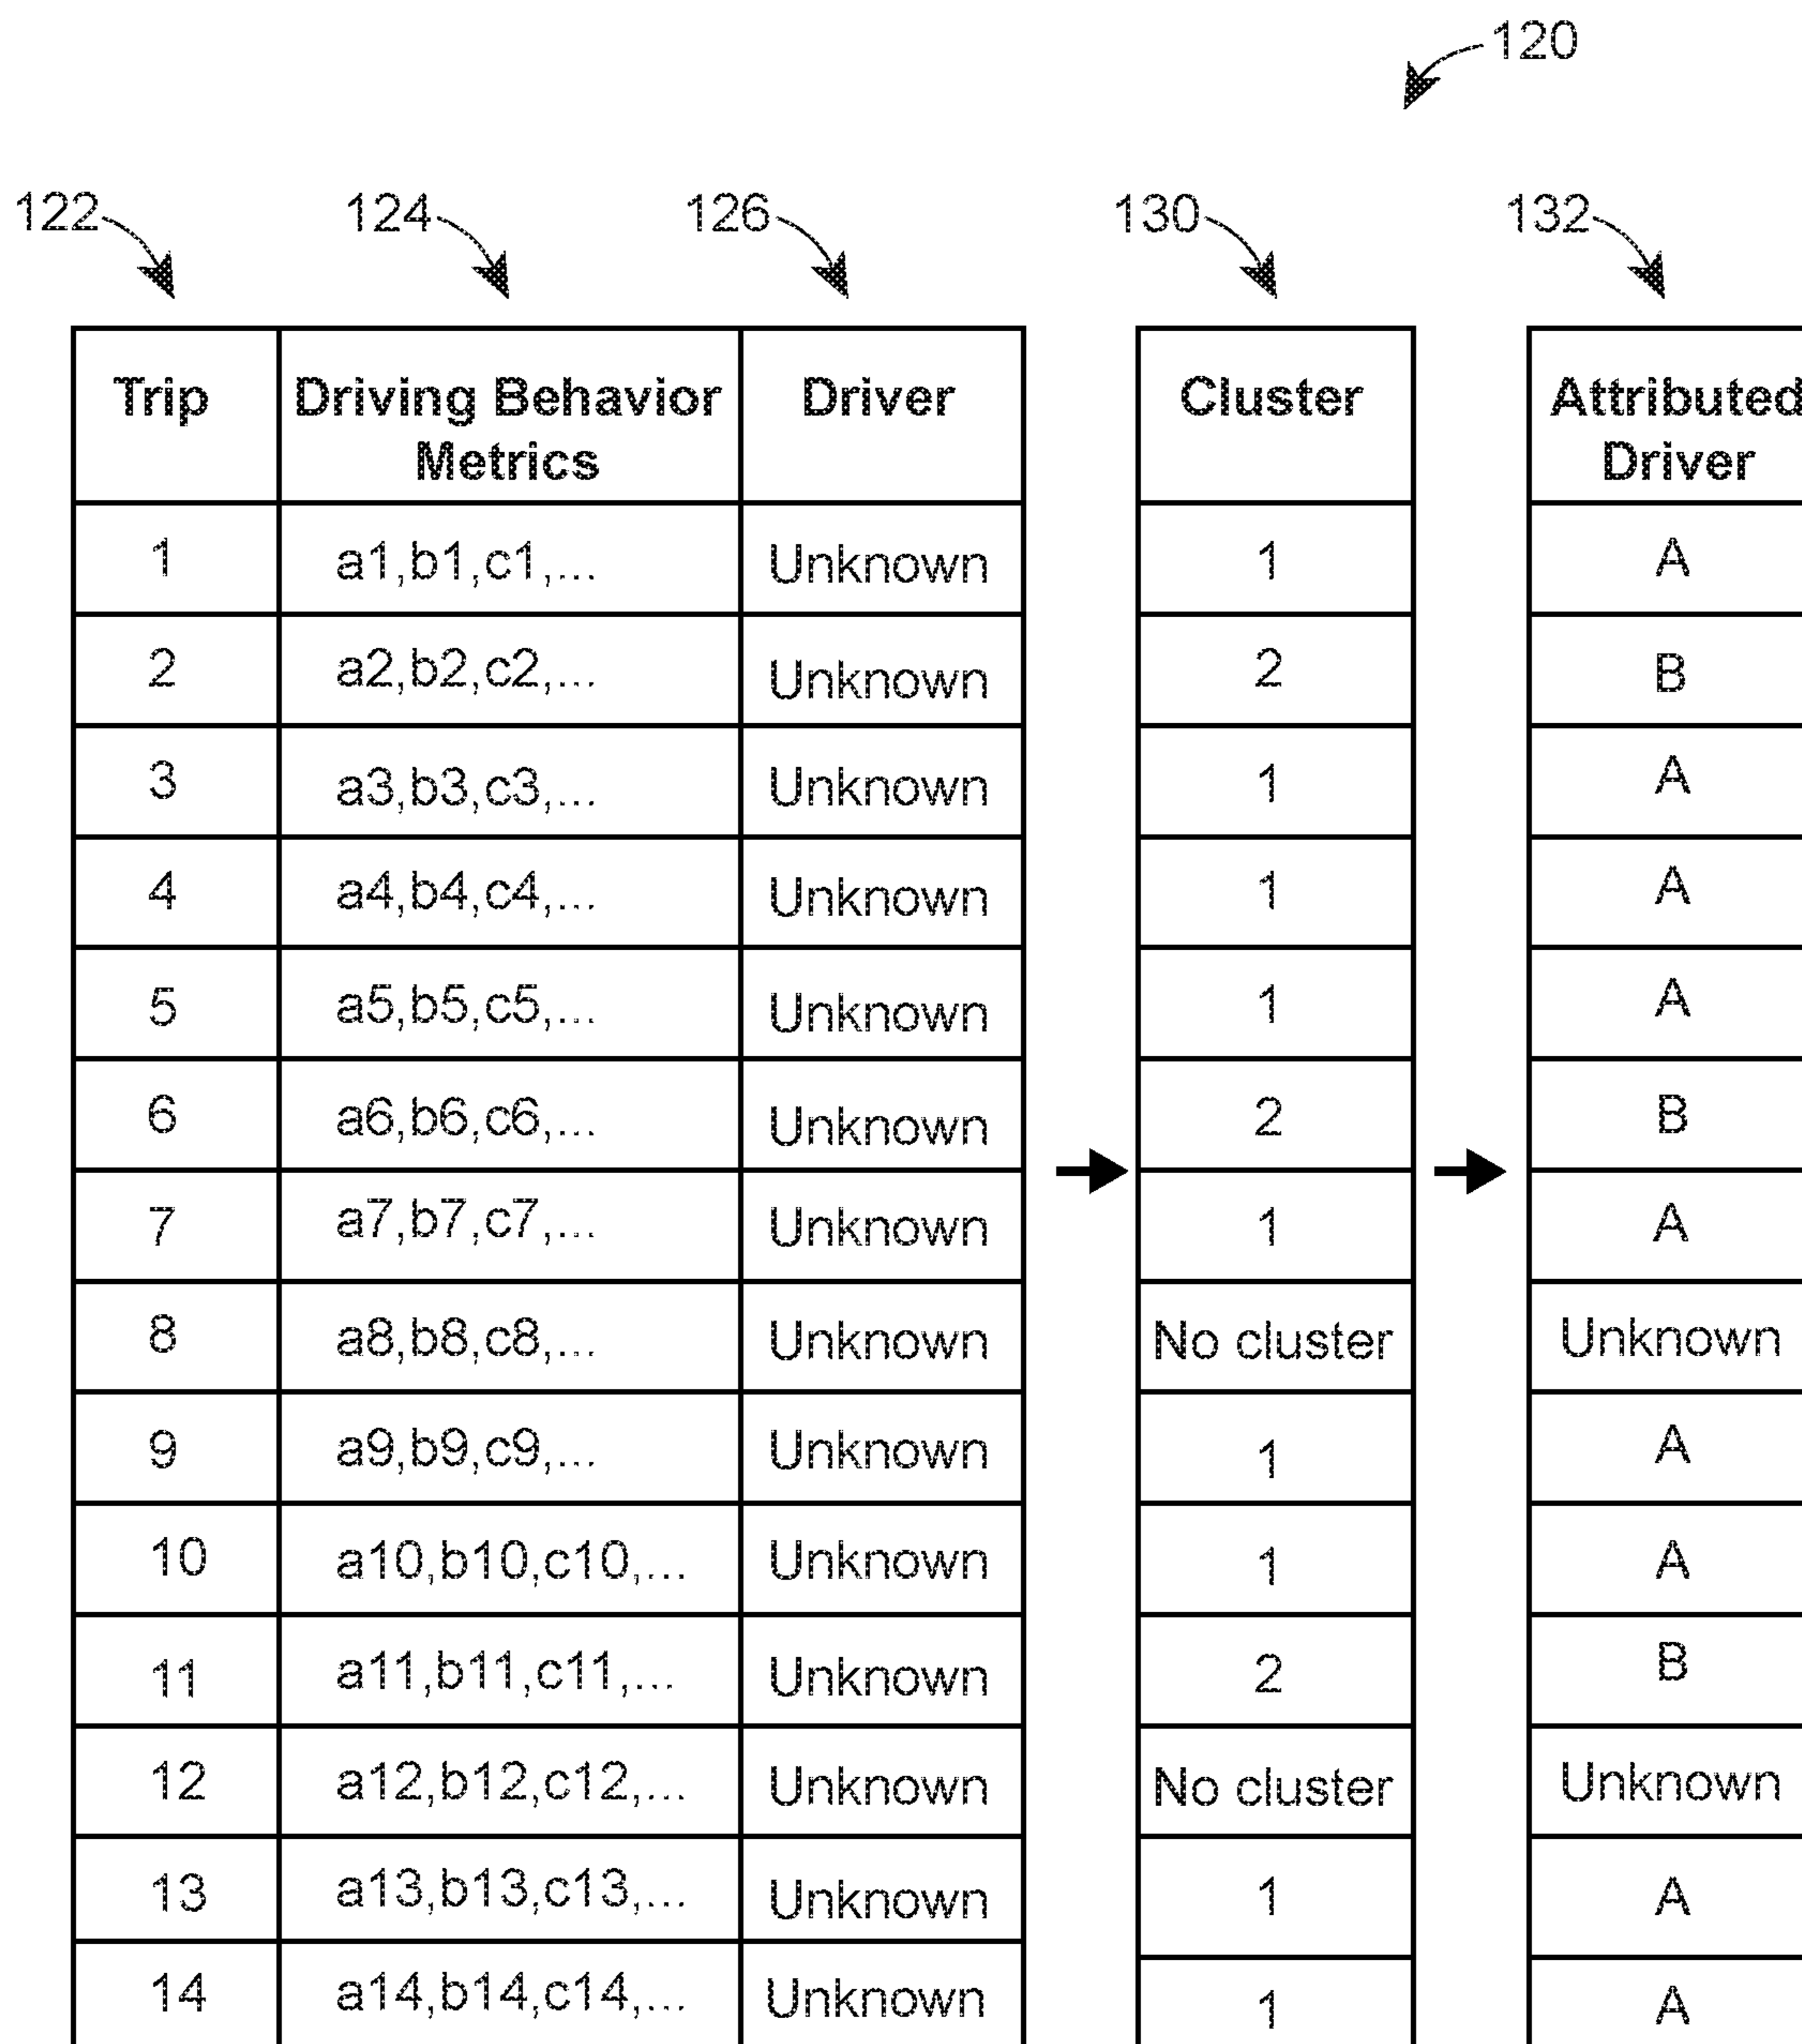 120
122 124 126 130 132
Trip Driving Behavior Driver Cluster Attributed
Metrics Driver
1 a1,b1,c1,... Unknown 1 A
2 a2,b2,c2,... Unknown 2 B
3 a3,b3,c3,... Unknown 1 A
4 a4,b4,c4,... Unknown 1 A
5 a5,b5,c5,... Unknown 1 A
6 a6,b6,c6,... Unknown 2 B
7 a7,b7,c7,... Unknown 1 A
8 a8,b8,c8,... Unknown No cluster Unknown
9 a9,b9,c9,... Unknown 1 A
10 a10,b10,c10,... Unknown 1 A
11 a11,b11,c11,... Unknown 2 B
12 a12,b12,c12,... Unknown No cluster Unknown
13 a13,b13,c13,... Unknown 1 A
14 a14,b14,c14,... Unknown 1 A